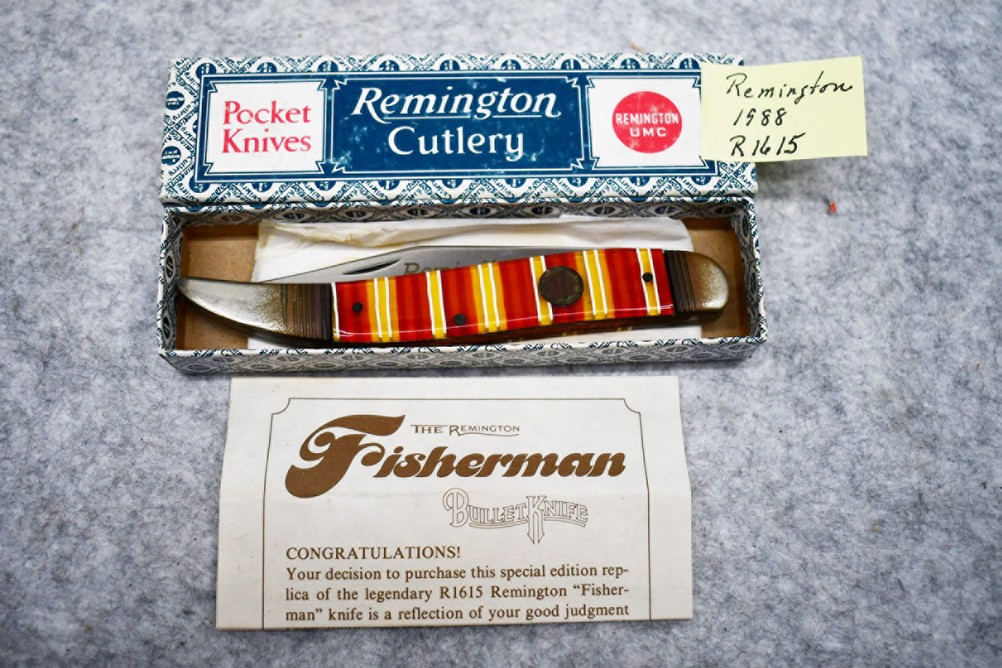 Pocket
Knives
Remington
Cutlery
REMINGTON
UMC
Remington
1988
R1615
THE REMINGTON
Fisherman
BULLET KNIFE
CONGRATULATIONS!
Your decision to purchase this special edition rep-
lica of the legendary R1615 Remington “Fisher-
man” knife is a reflection of your good judgment